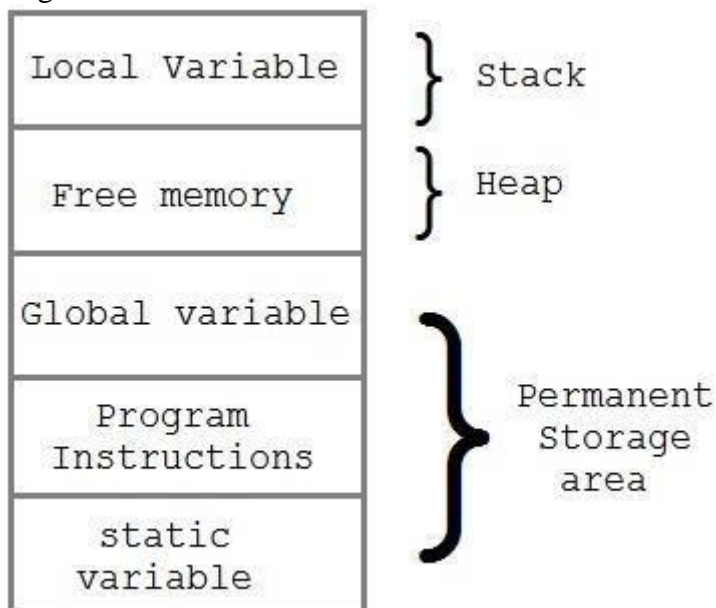 Local Variable
Stack
Free memory
Heap
Global variable
Program
Instructions
Permanent
Storage
area
static
variable